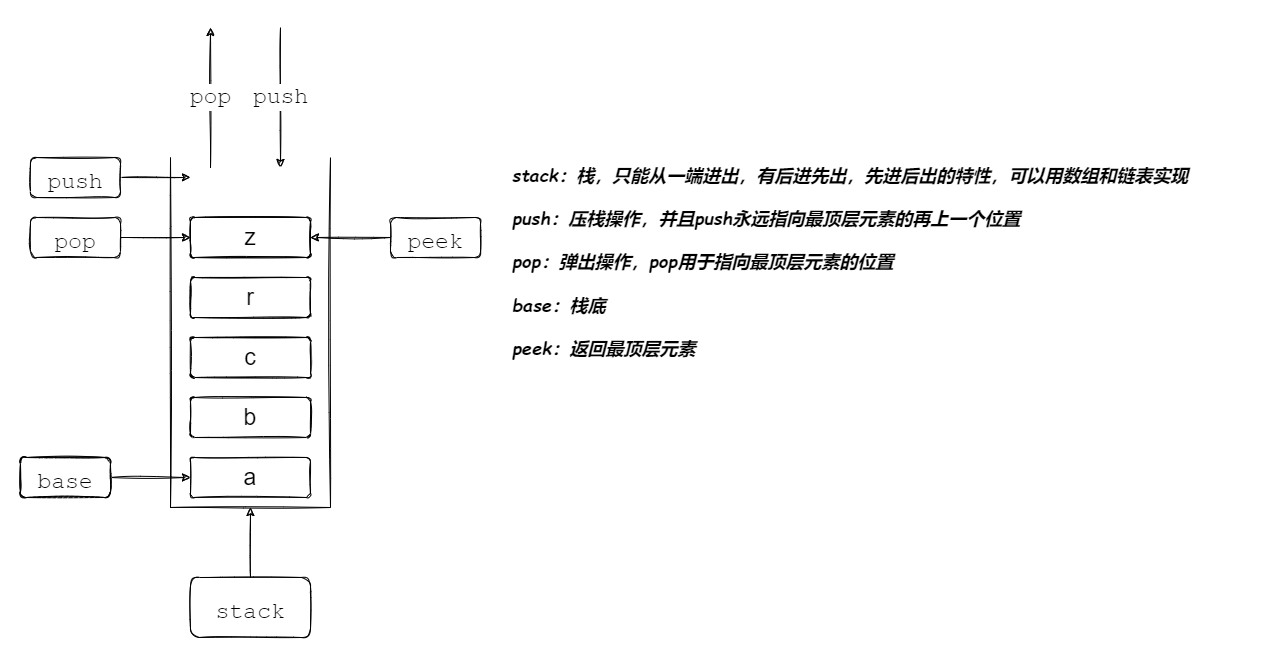 pop push
push
pop
z
peek
r
c
b
base
a
stack
stack：栈，只能从一端进出，有后进先出，先进后出的特性，可以用数组和链表实现
push：压栈操作，并且push永远指向最顶层元素的再上一个位置
pop：弹出操作，pop用于指向最顶层元素的位置
base：栈底
peek：返回最顶层元素